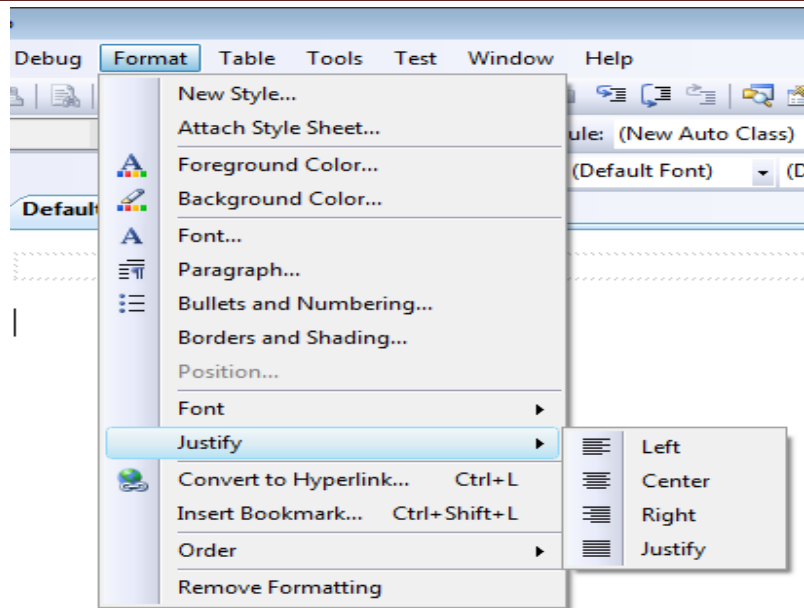 Debug Format Table Tools Test Window Help
New Style...
Attach Style Sheet...
(New Auto Class)
Foreground Color...
(Default Font)
Background Color...
Font...
Paragraph...
Bullets and Numbering...
Borders and Shading...
Position...
Font
Justify
Left
Convert to Hyperlink... Ctrl+L
Center
Insert Bookmark... Ctrl+Shift+L
Right
Order
Justify
Remove Formatting